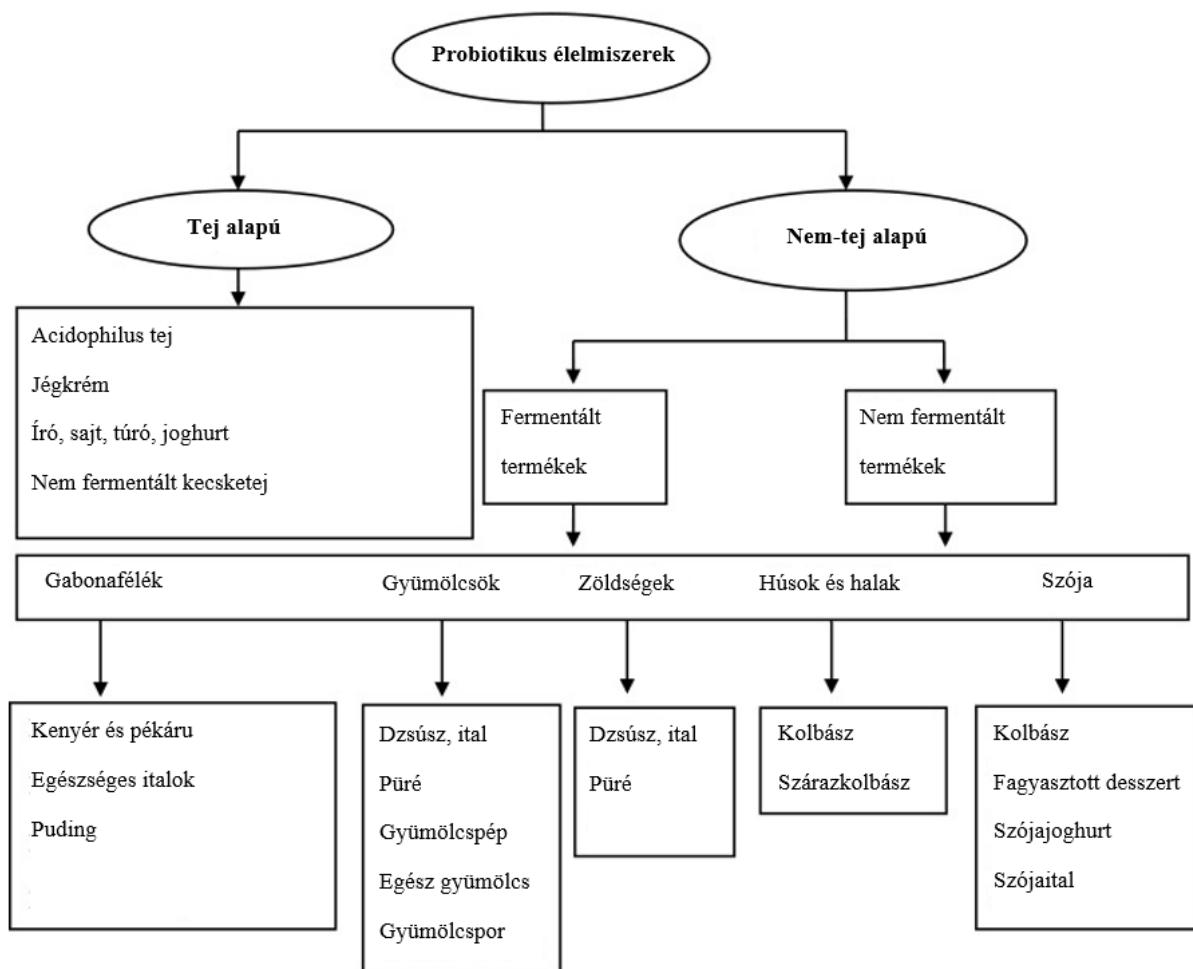 Probiotikus élelmiszerek
Tej alapú
Nem-tej alapú
Acidophilus tej
Jégkrém
Író, sajt, túró, joghurt
Nem fermentált kecsketej
Fermentált
termékek
Nem fermentált
termékek
Gabonafélék Gyümölcsök Zöldségek Húsok és halak Szója
Kenyér és pékáru
Egészséges italok
Puding
Dzsúsz, ital
Püré
Gyümölcspép
Egész gyümölcs
Gyümölcspor
Dzsúsz, ital
Püré
Kolbász
Szárazkolbász
Kolbász
Fagyasztott desszert
Szójajoghurt
Szójaital